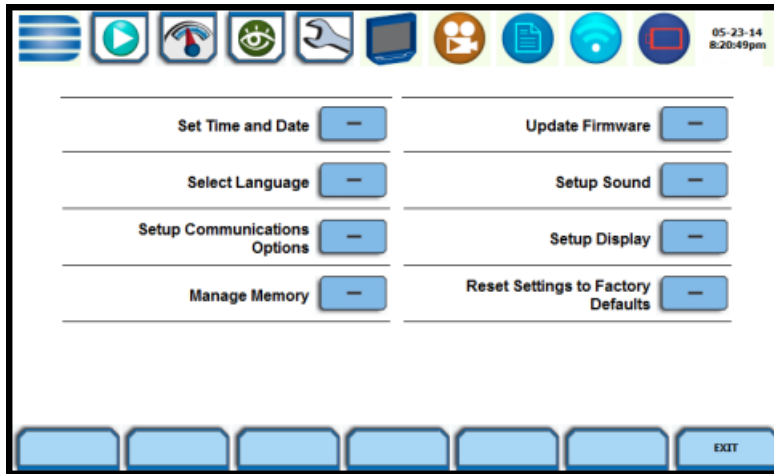 05-23-14
8:20:49pm
Set Time and Date
Update Firmware
Select Language
Setup Sound
Setup Communications
Options
Setup Display
Manage Memory
Reset Settings to Factory
Defaults
EXIT